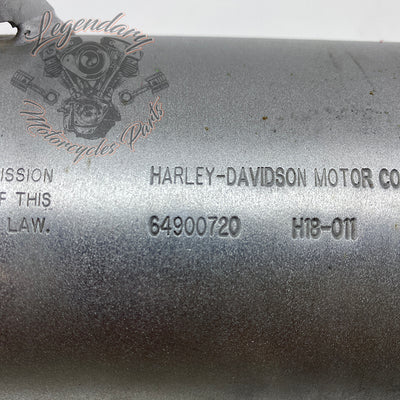 Legendary
Motorcycles Parts
ISSION
F THIS
LAW.
HARLEY-DAVIDSON MOTOR CO
64900720 H18-011